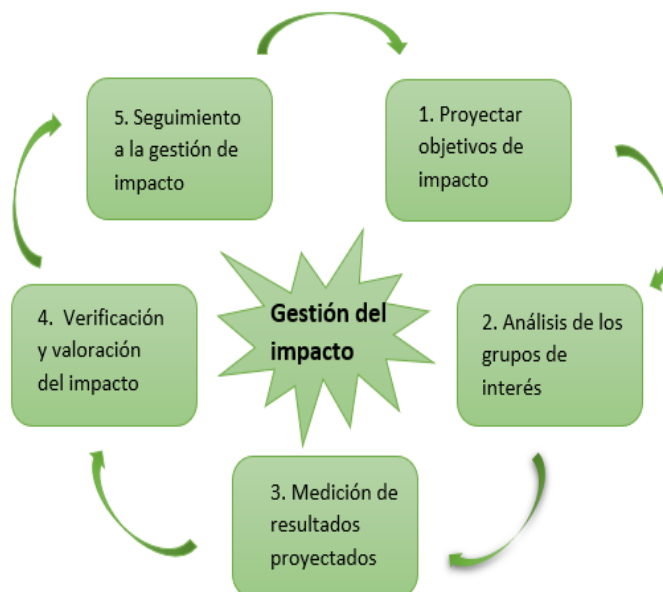 5. Seguimiento
a la gestión de
impacto
1. Proyectar
objetivos de
impacto
4.  Verificación
y valoración
del impacto
Gestión del
impacto
2. Análisis de los
grupos de
interés
3. Medición de
resultados
proyectados